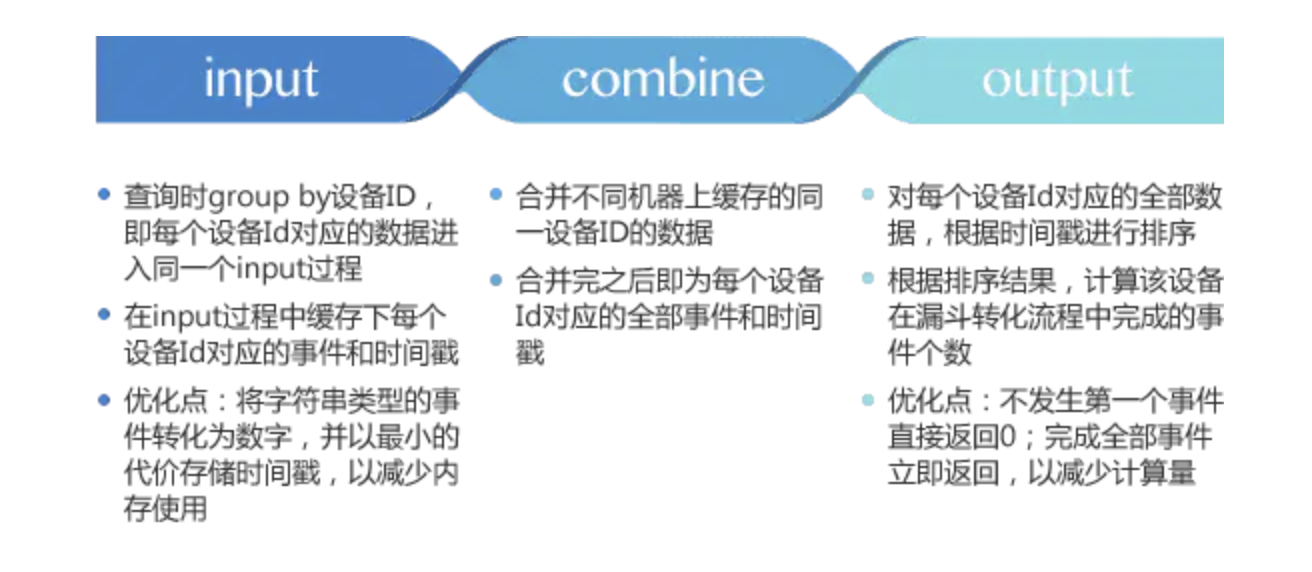 input
combine
output
查询时group by设备ID，
即每个设备Id对应的数据进
入同一个input过程
在input过程中缓存下每个
设备Id对应的事件和时间戳
优化点：将字符串类型的事
件转化为数字，并以最小的
代价存储时间戳，以减少内
存使用
合并不同机器上缓存的同
一设备ID的数据
合并完之后即为每个设备
Id对应的全部事件和时间
戳
对每个设备Id对应的全部数
据，根据时间戳进行排序
根据排序结果，计算该设备
在漏斗转化流程中完成的事
件个数
优化点：不发生第一个事件
直接返回0；完成全部事件
立即返回，以减少计算量